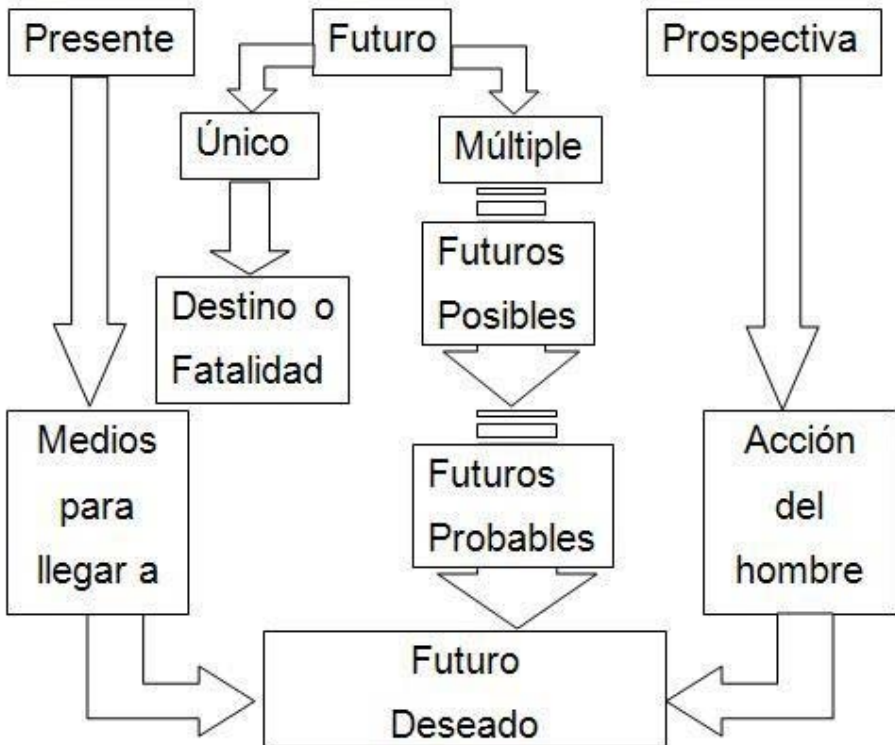 Presente
Futuro
Prospectiva
Único
Múltiple
Futuros
Posibles
Destino o
Fatalidad
Medios
para
llegar a
Futuros
Probables
Acción
del
hombre
Futuro
Deseado